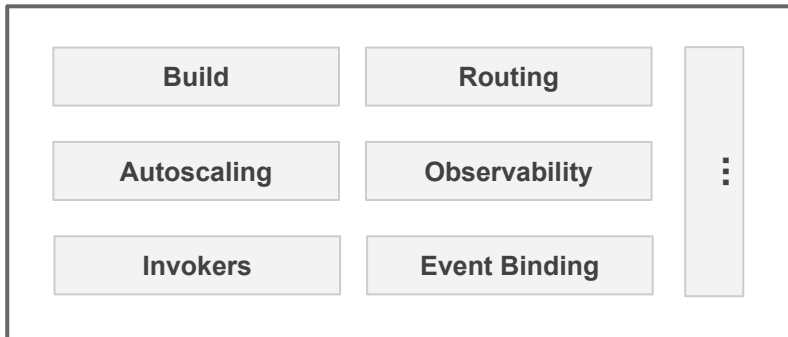 Build
Routing
Autoscaling
Observability
Invokers
Event Binding
...